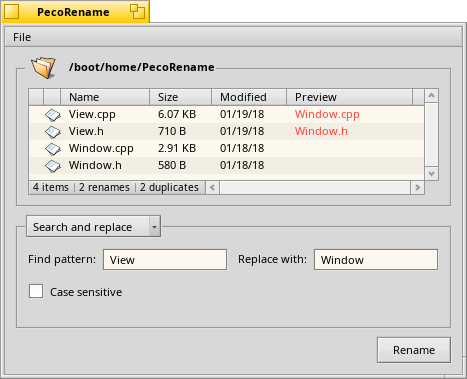 PecoRename
File
/boot/home/PecoRename
Name Size Modified Preview
View.cpp 6.07 KB 01/19/18 Window.cpp
View.h 710 B 01/19/18 Window.h
Window.cpp 2.91 KB 01/18/18
Window.h 580 B 01/18/18
4 items 2 renames 2 duplicates
Search and replace
Find pattern: View Replace with: Window
Case sensitive
Rename